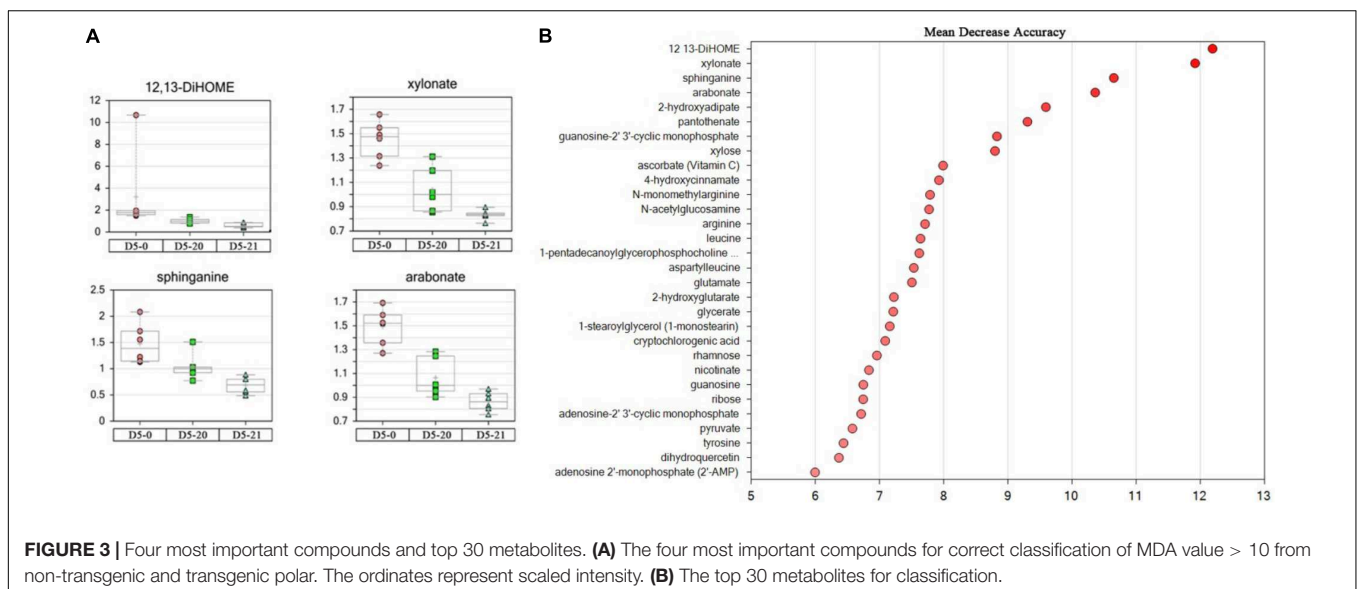 A
12,13-DiHOME
12
10
8
6
4
2
0
D5-0 D5-20 D5-21
xylonate
1.7
1.5
1.3
1.1
0.9
0.7
D5-0 D5-20 D5-21
sphinganine
2.5
2
1.5
1
0.5
0
D5-0 D5-20 D5-21
arabonate
1.7
1.5
1.3
1.1
0.9
0.7
D5-0 D5-20 D5-21
B
Mean Decrease Accuracy
12 13-DiHOME
xylonate
sphinganine
arabonate
2-hydroxyadipate
pantothenate
guanosine-2' 3'-cyclic monophosphate
xylose
ascorbate (Vitamin C)
4-hydroxycinnamate
N-monomethylarginine
N-acetylglucosamine
arginine
leucine
1-pentadecanoylglycerophosphocholine ...
aspartylleucine
glutamate
2-hydroxyglutarate
glycerate
1-stearoylglycerol (1-monostearin)
cryptochlorogenic acid
rhamnose
nicotinate
guanosine
ribose
adenosine-2' 3'-cyclic monophosphate
pyruvate
tyrosine
dihydroquercetin
adenosine 2'-monophosphate (2'-AMP)
5 6 7 8 9 10 11 12 13
FIGURE 3 | Four most important compounds and top 30 metabolites. (A) The four most important compounds for correct classification of MDA value > 10 from
non-transgenic and transgenic polar. The ordinates represent scaled intensity. (B) The top 30 metabolites for classification.